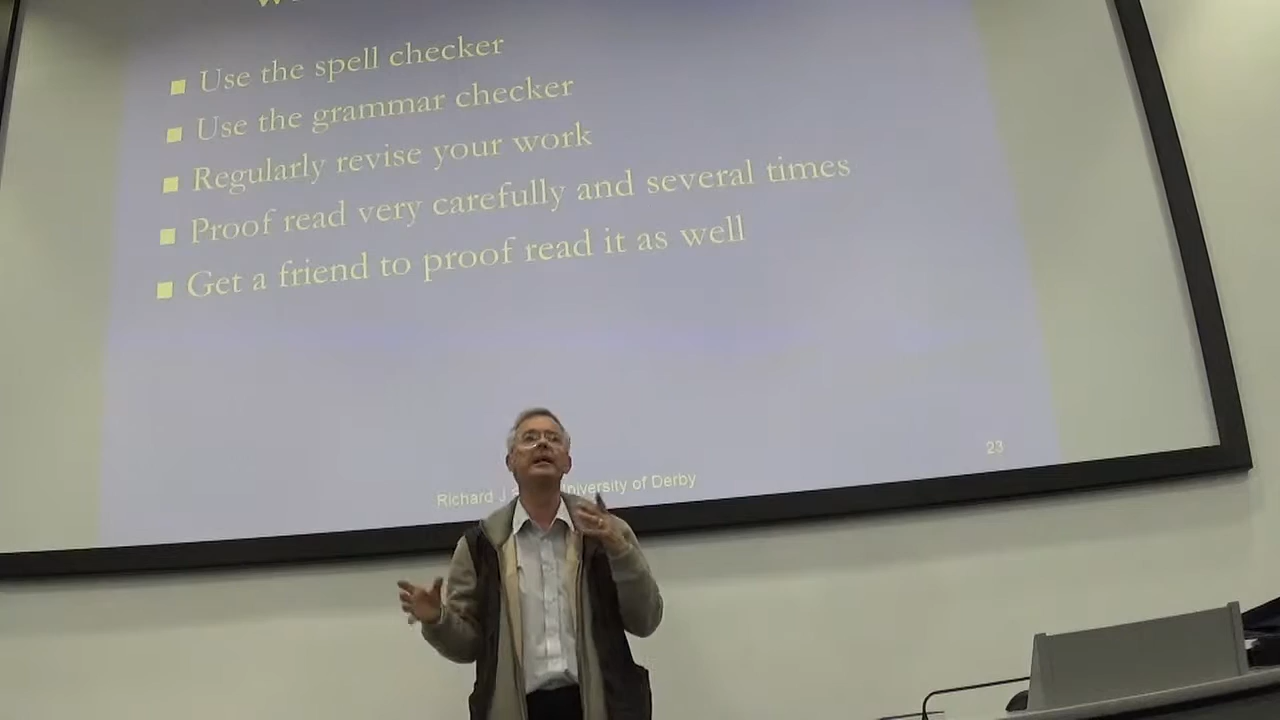 Use the spell checker
Use the grammar checker
Regularly revise your work
Proof read very carefully and several times
Get a friend to proof read it as well
Richard J University of Derby
23